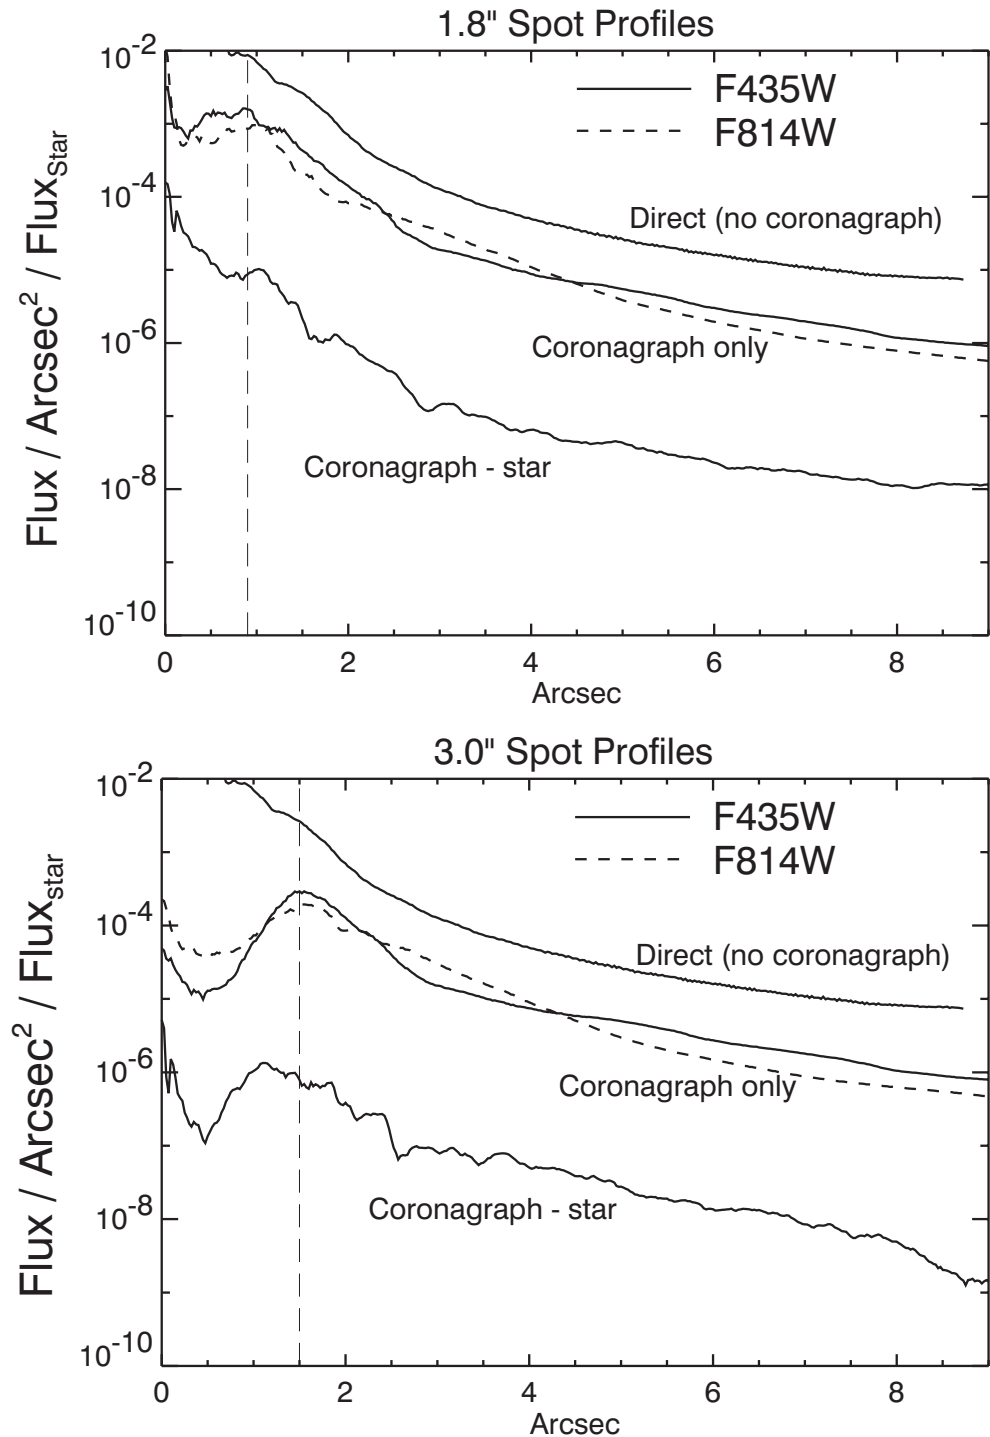 1.8" Spot Profiles
10-2
F435W
F814W
10-4
Direct (no coronagraph)
10-6
Coronagraph only
Coronagraph - star
10-8
10-10
0 2 4 6 8
Arcsec
Flux / Arcsec2 / FluxStar
3.0" Spot Profiles
10-2
F435W
F814W
10-4
Direct (no coronagraph)
10-6
Coronagraph only
Coronagraph - star
10-8
10-10
0 2 4 6 8
Arcsec
Flux / Arcsec2 / Fluxstar